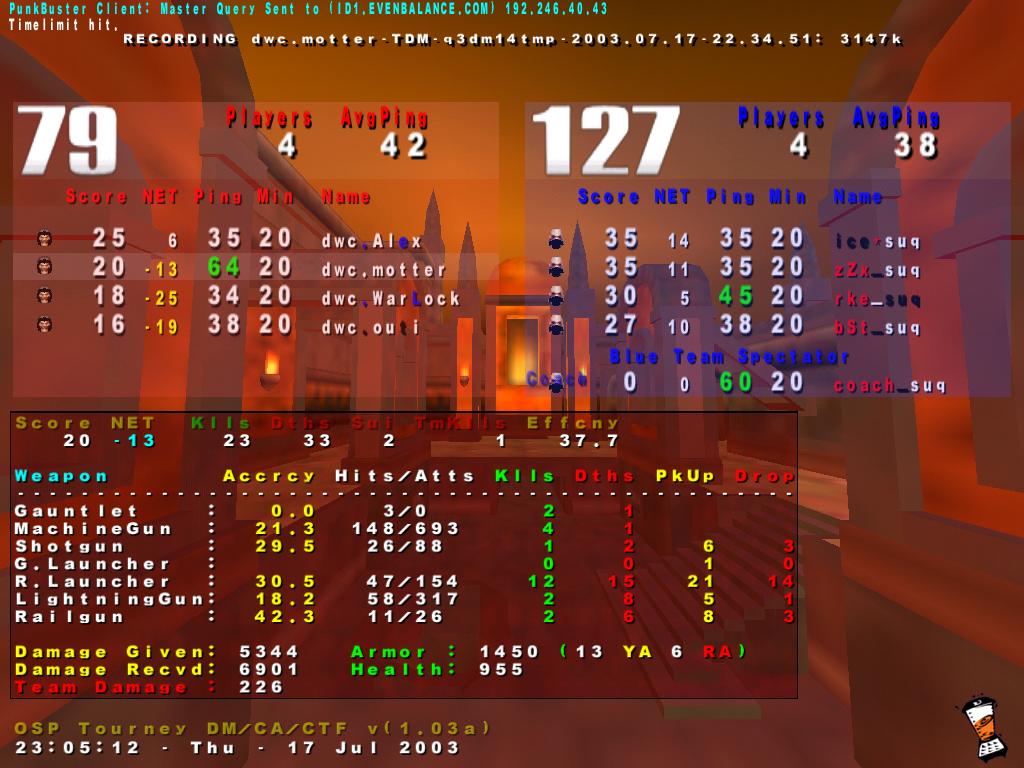 PunkBuster Client: Master Query Sent to (ID1.EVENBALANCE.COM) 192.246.40.43
Timelimit hit.
RECORDING dwc.motter-TDM-q3dm14tmp-2003.07.17-22.34.51: 3147k
79 Players AvgPing
4 42
Score NET Ping Min Name
25 6 35 20 dwc.Alex
20 -13 64 20 dwc.motter
18 -25 34 20 dwc.WarLock
16 -19 38 20 dwc.outi
127 Players AvgPing
4 38
Score NET Ping Min Name
35 14 35 20 ice*suq
35 11 35 20 zZx_suq
30 5 45 20 rke_suq
27 10 38 20 bSt_suq
Blue Team Spectator
Coach 0 0 60 20 coach_suq
Score NET Klls Dths Sui TmKlls Effcny
20 -13 23 33 2 1 37.7
Weapon Accrcy Hits/Atts Klls Dths PkUp Drop
- - - - - - - - - - - - - - - - - - - - - - - - - - - - - - - - - - - - - - - - - - - - - - - - - - - -
Gauntlet : 0.0 3/0 2 1
MachineGun : 21.3 148/693 4 1
Shotgun : 29.5 26/88 1 2 6 3
G.Launcher : 0 0 1 0
R.Launcher : 30.5 47/154 12 15 21 14
LightningGun: 18.2 58/317 2 8 5 1
Railgun : 42.3 11/26 2 6 8 3
Damage Given: 5344 Armor : 1450 (13 YA 6 RA)
Damage Recvd: 6901 Health: 955
Team Damage : 226
OSP Tourney DM/CA/CTF v(1.03a)
23:05:12 - Thu - 17 Jul 2003